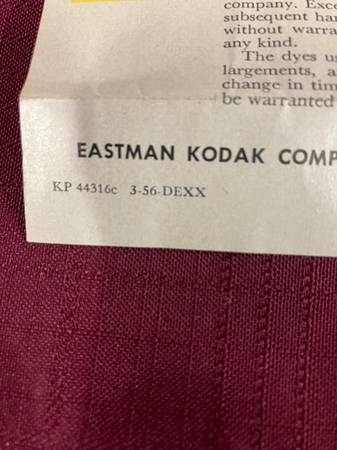 company. Exce
subsequent ha
without warra
any kind.
The dyes u
largements, a
change in tim
be warranted
EASTMAN KODAK COMP
KP 44316c 3-56-DEXX